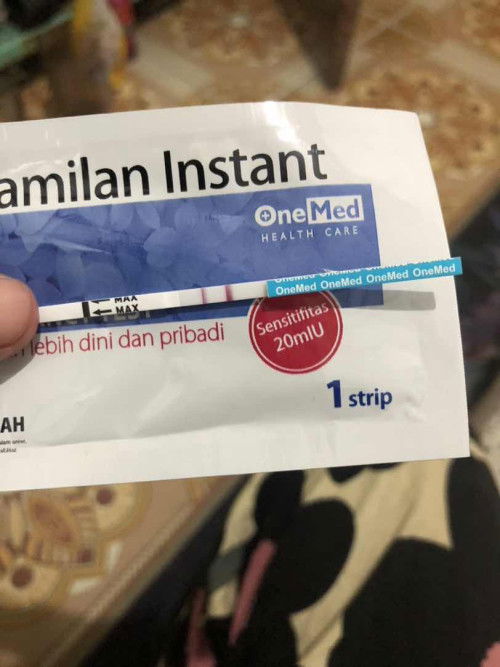 amilan Instant
OneMed
HEALTH CARE
OneMed OneMed OneMed OneMed
MAX
MAX
lebih dini dan pribadi
Sensitifitas
20mIU
1 strip
AH